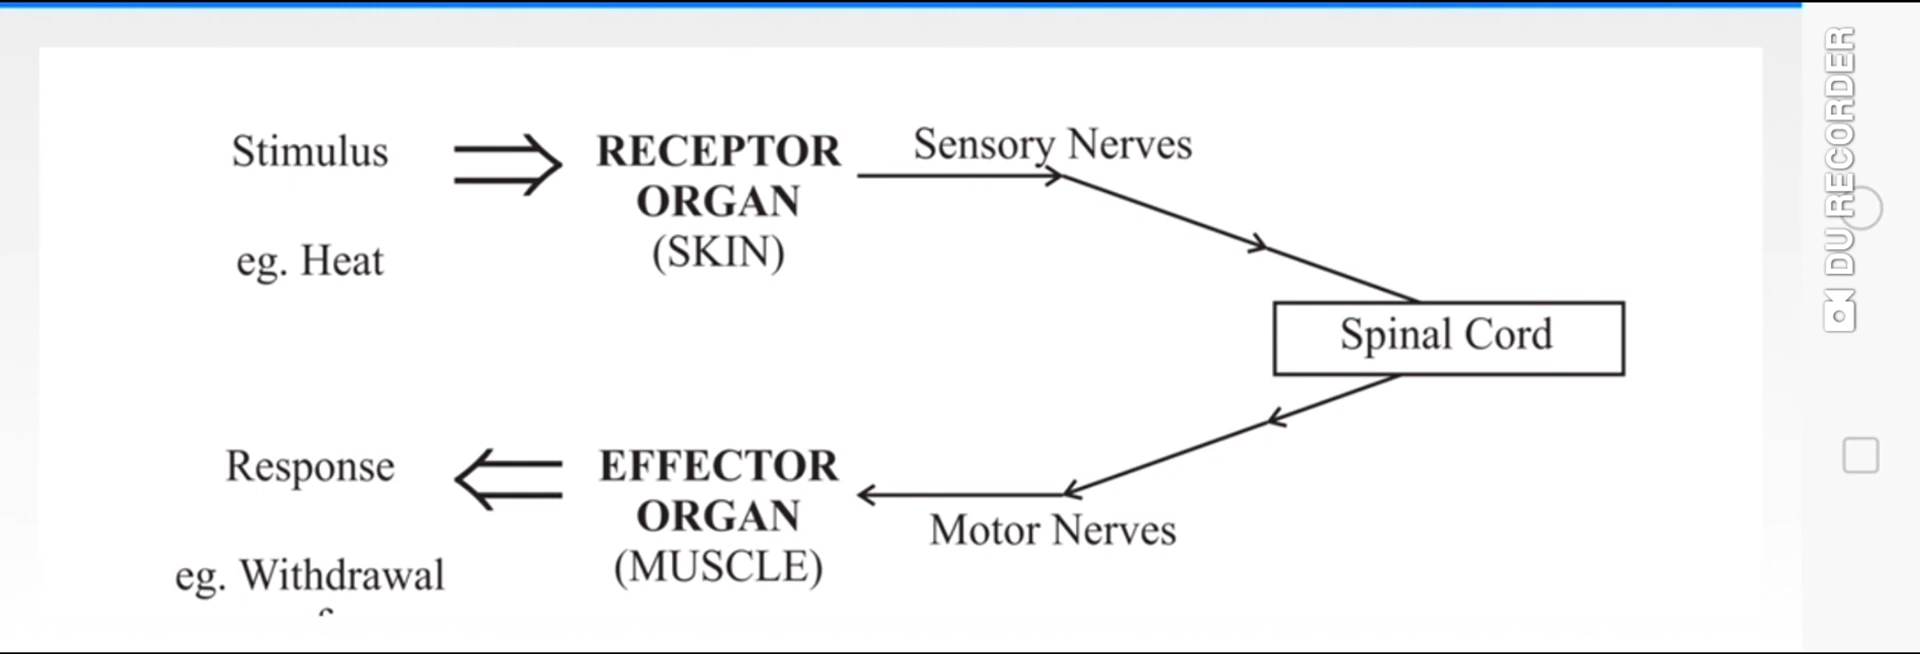 Stimulus
eg. Heat
RECEPTOR
ORGAN
(SKIN)
Sensory Nerves
Spinal Cord
Response
eg. Withdrawal
EFFECTOR
ORGAN
(MUSCLE)
Motor Nerves
DU RECORDER